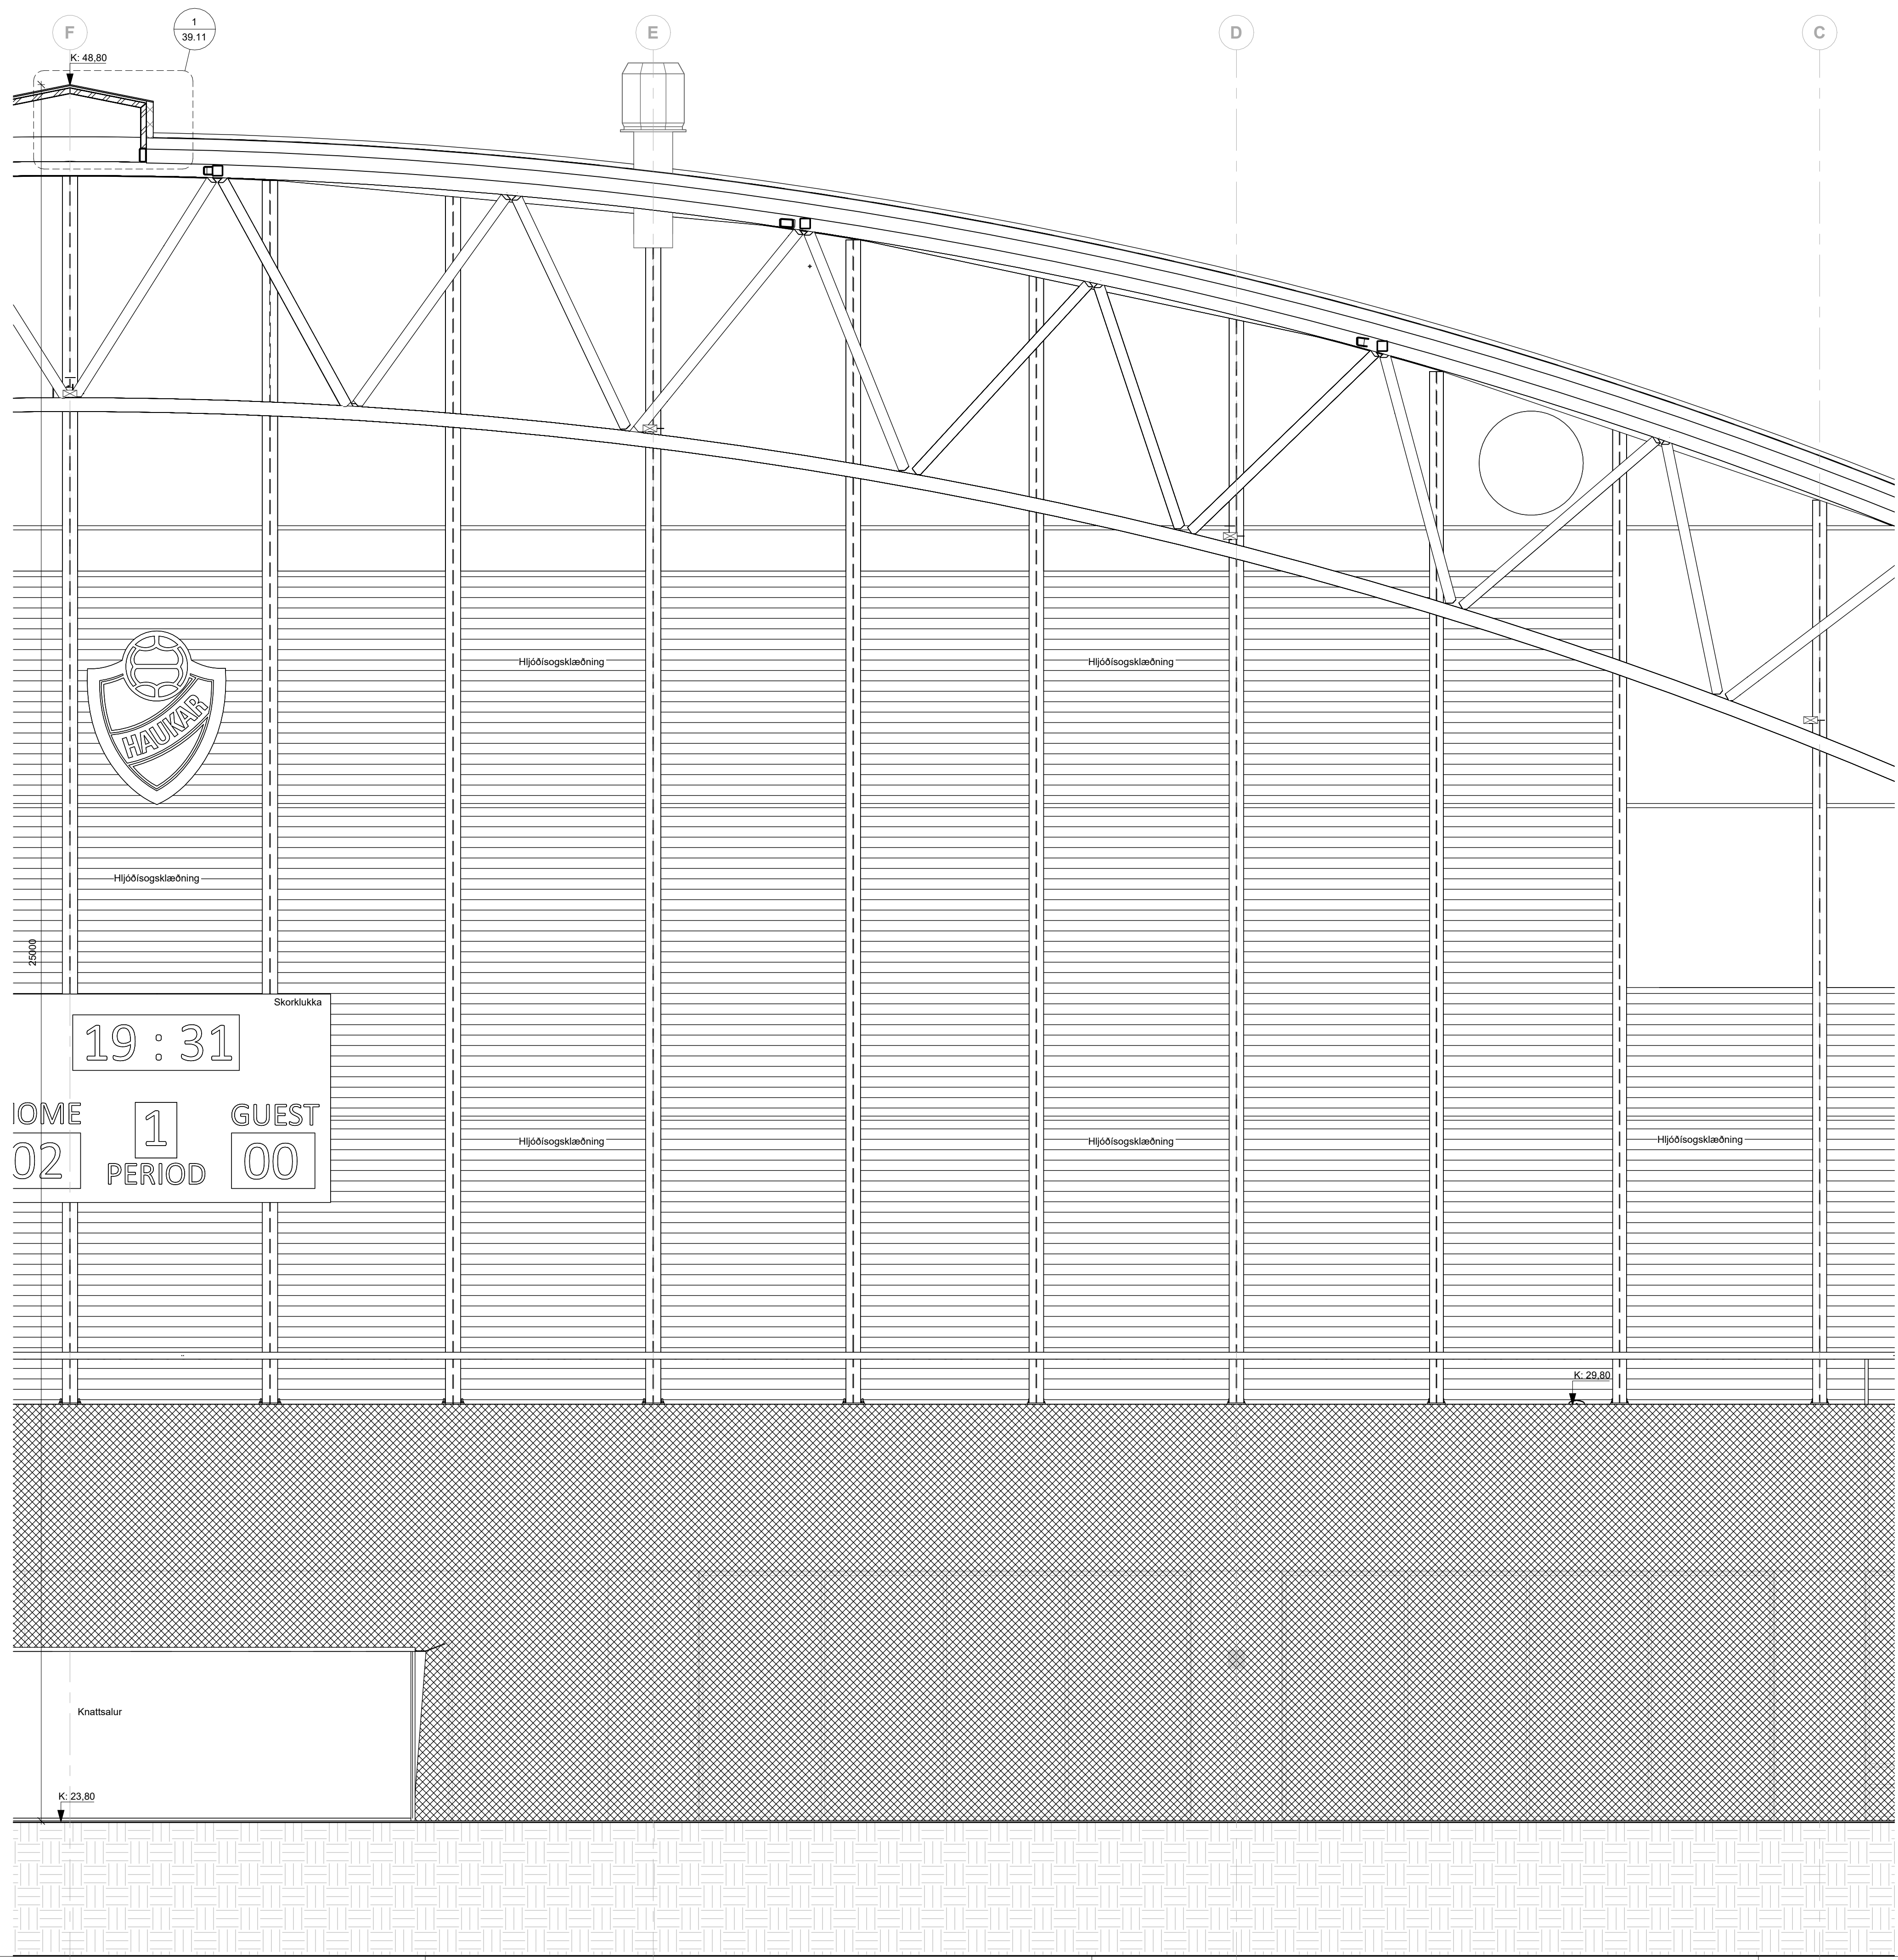 F
1
39.11
E
D
C
K: 48,80
Hljóðísogsklæðning
Hljóðísogsklæðning
HAUKAR
Hljóðísogsklæðning
25000
Skorklukka
19 : 31
HOME
1
GUEST
02
PERIOD
00
Hljóðísogsklæðning
Hljóðísogsklæðning
Hljóðísogsklæðning
K: 29,80
Knattsalur
K: 23,80